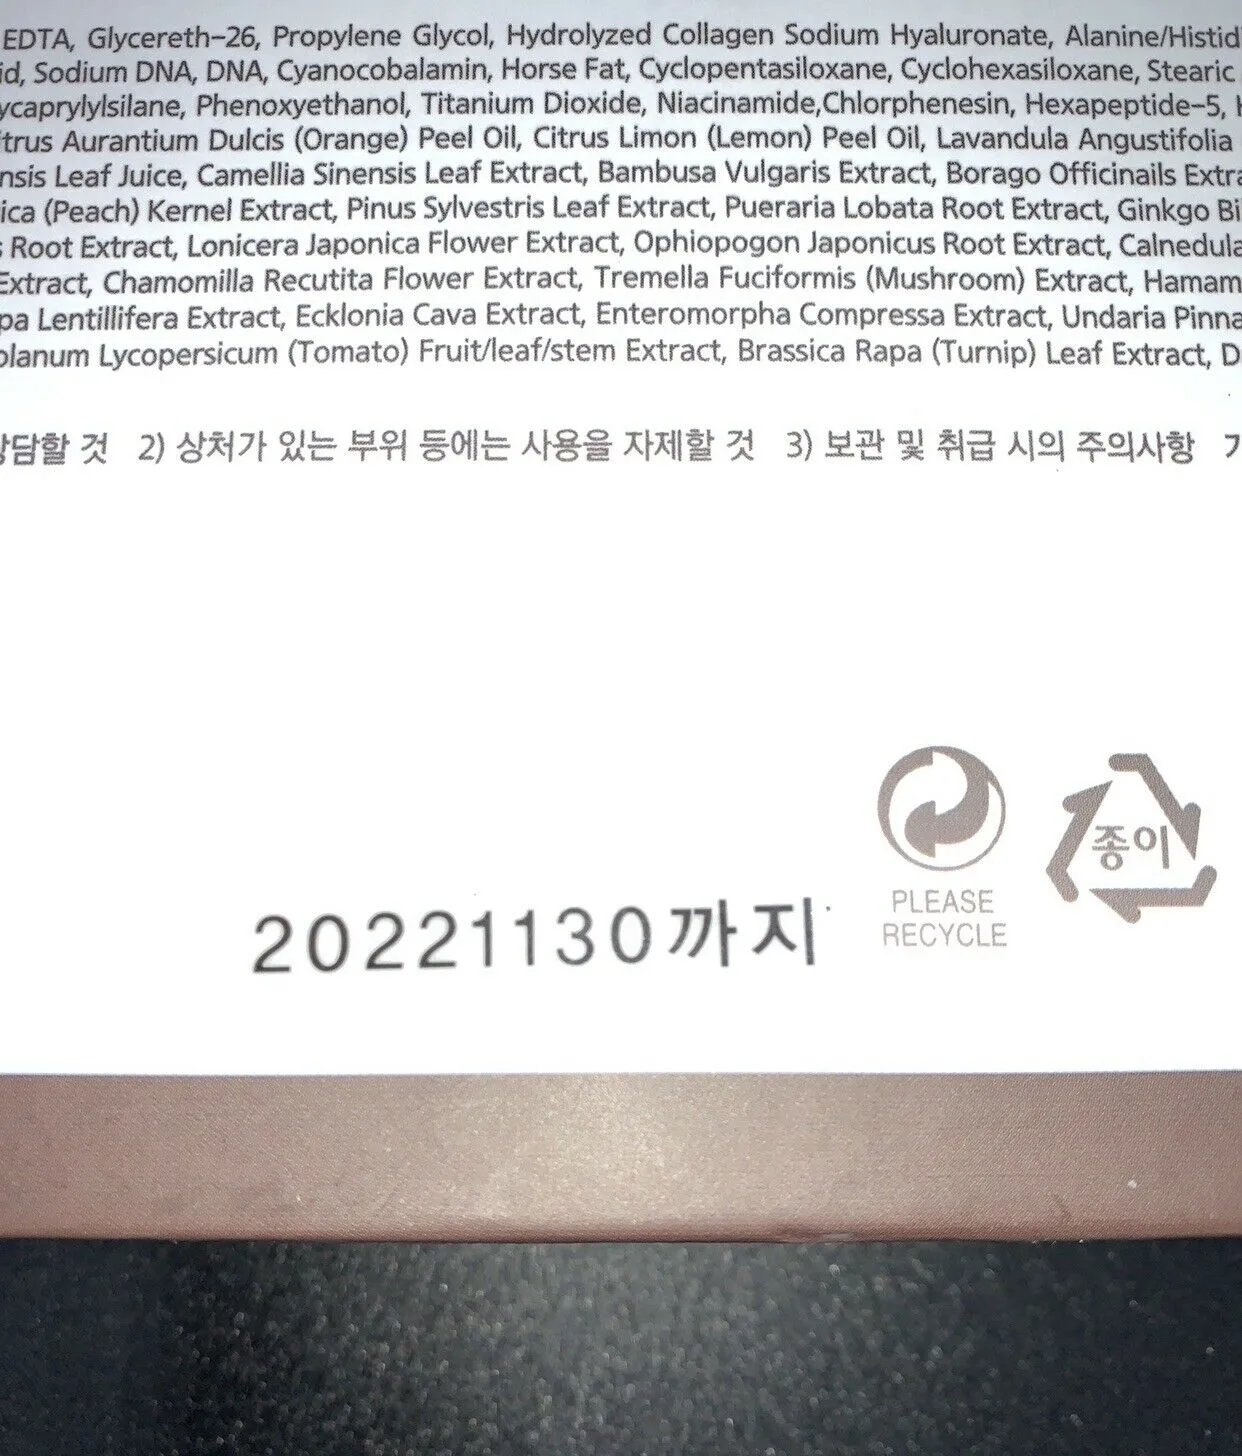 EDTA, Glycereth-26, Propylene Glycol, Hydrolyzed Collagen Sodium Hyaluronate, Alanine/Histid
id, Sodium DNA, DNA, Cyanocobalamin, Horse Fat, Cyclopentasiloxane, Cyclohexasiloxane, Stearic
ycaprylylsilane, Phenoxyethanol, Titanium Dioxide, Niacinamide,Chlorphenesin, Hexapeptide-5,
trus Aurantium Dulcis (Orange) Peel Oil, Citrus Limon (Lemon) Peel Oil, Lavandula Angustifolia
nsis Leaf Juice, Camellia Sinensis Leaf Extract, Bambusa Vulgaris Extract, Borago Officinails Extra
ica (Peach) Kernel Extract, Pinus Sylvestris Leaf Extract, Pueraria Lobata Root Extract, Ginkgo Bi
s Root Extract, Lonicera Japonica Flower Extract, Ophiopogon Japonicus Root Extract, Calnedula
Extract, Chamomilla Recutita Flower Extract, Tremella Fuciformis (Mushroom) Extract, Hamam
pa Lentillifera Extract, Ecklonia Cava Extract, Enteromorpha Compressa Extract, Undaria Pinna
olanum Lycopersicum (Tomato) Fruit/leaf/stem Extract, Brassica Rapa (Turnip) Leaf Extract, D
상담할 것 2) 상처가 있는 부위 등에는 사용을 자제할 것 3) 보관 및 취급 시의 주의사항
종이
PLEASE
RECYCLE
20221130까지